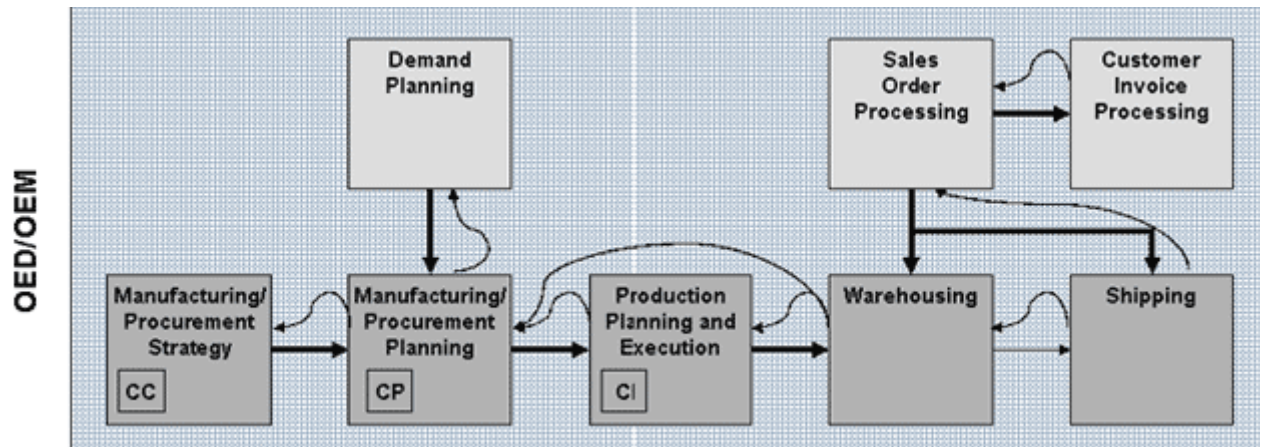 OED/OEM
Demand
Planning
Sales
Order
Processing
Customer
Invoice
Processing
Manufacturing/
Procurement
Strategy
CC
Manufacturing/
Procurement
Planning
CP
Production
Planning and
Execution
CI
Warehousing
Shipping